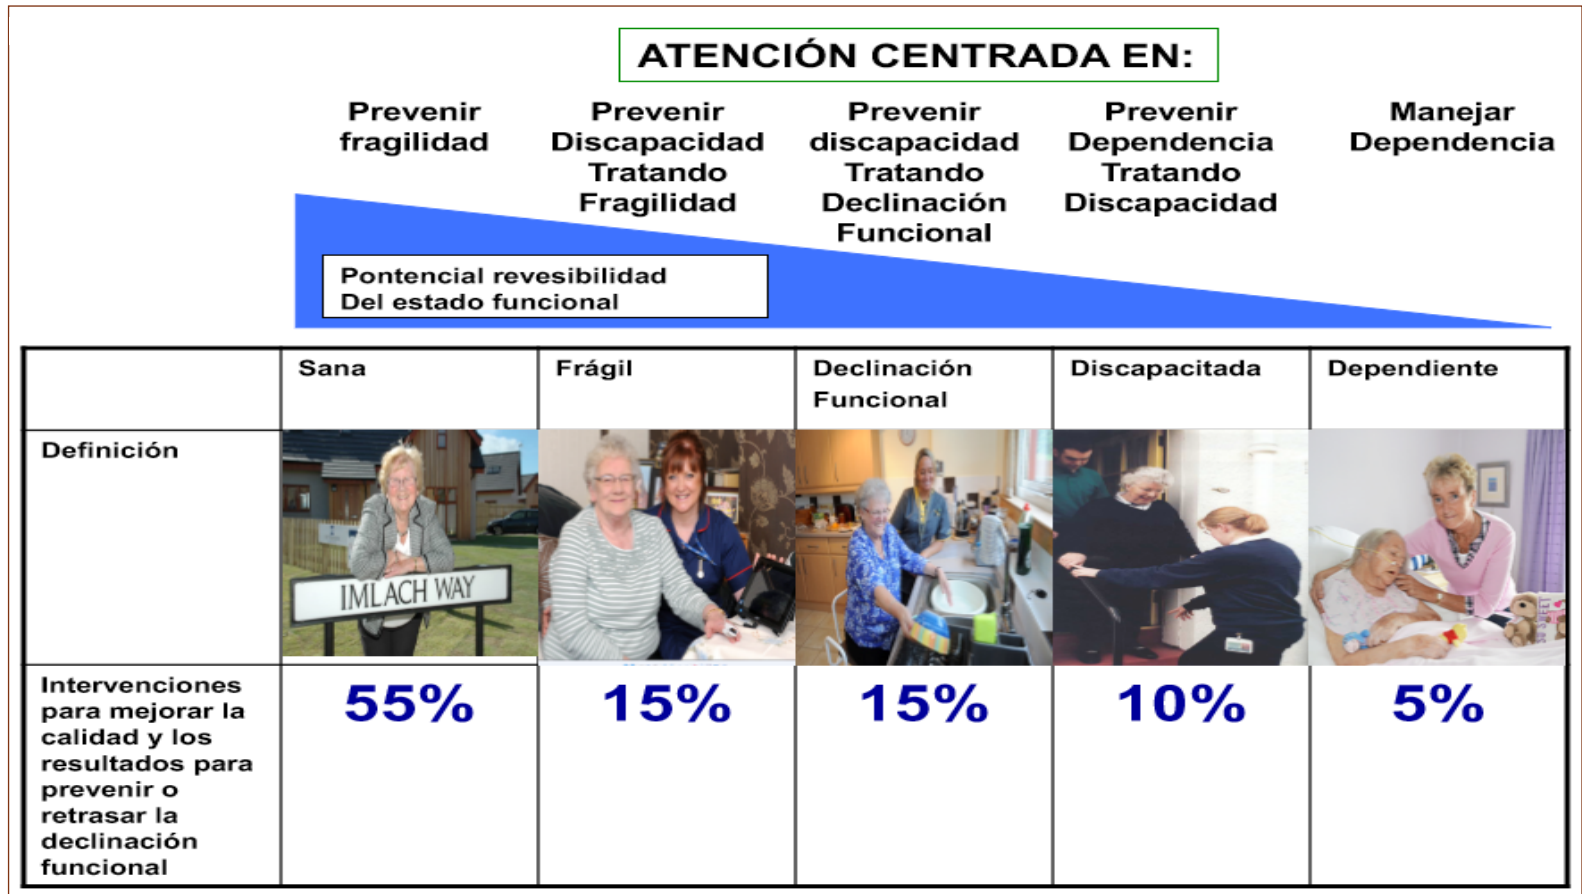 ATENCIÓN CENTRADA EN:
Prevenir
fragilidad
Prevenir
Discapacidad
Tratando
Fragilidad
Prevenir
discapacidad
Tratando
Declinación
Funcional
Prevenir
Dependencia
Tratando
Discapacidad
Manejar
Dependencia
Pontencial revesibilidad
Del estado funcional
Sana
Frágil
Declinación
Funcional
Discapacitada
Dependiente
Definición
IMLACH WAY
Intervenciones
para mejorar la
calidad y los
resultados para
prevenir o
retrasar la
declinación
funcional
55%
15%
15%
10%
5%